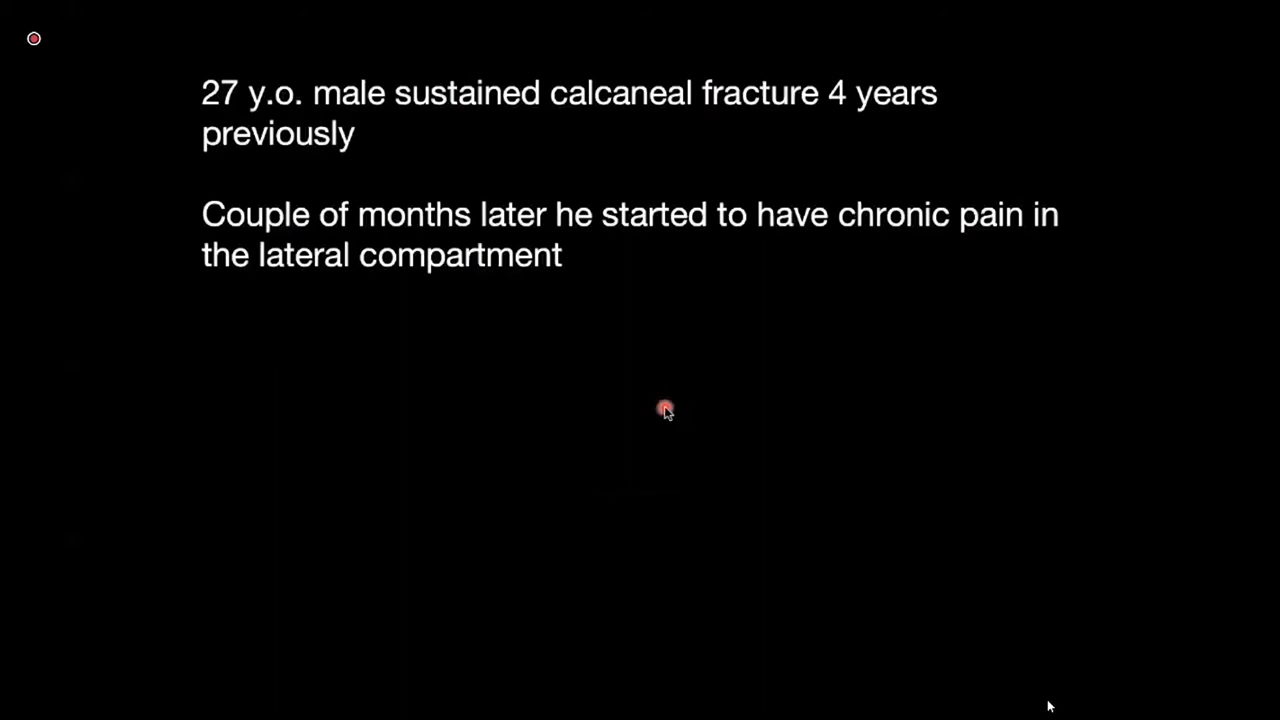 27 y.o. male sustained calcaneal fracture 4 years
previously
Couple of months later he started to have chronic pain in
the lateral compartment